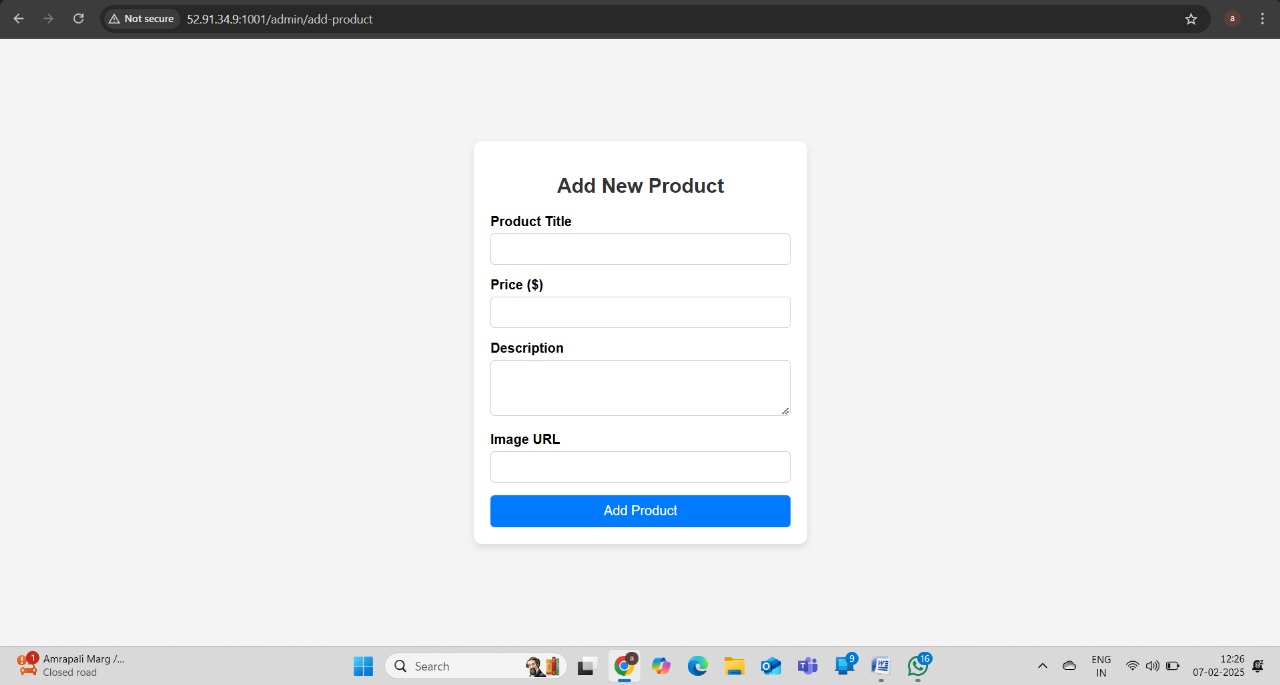 Not secure
52.91.34.9:1001/admin/add-product
a
Add New Product
Product Title
Price ($)
Description
Image URL
Add Product
1
Amrapali Marg /...
Closed road
Search
a
9
16
ENG
IN
12:26
07-02-2025